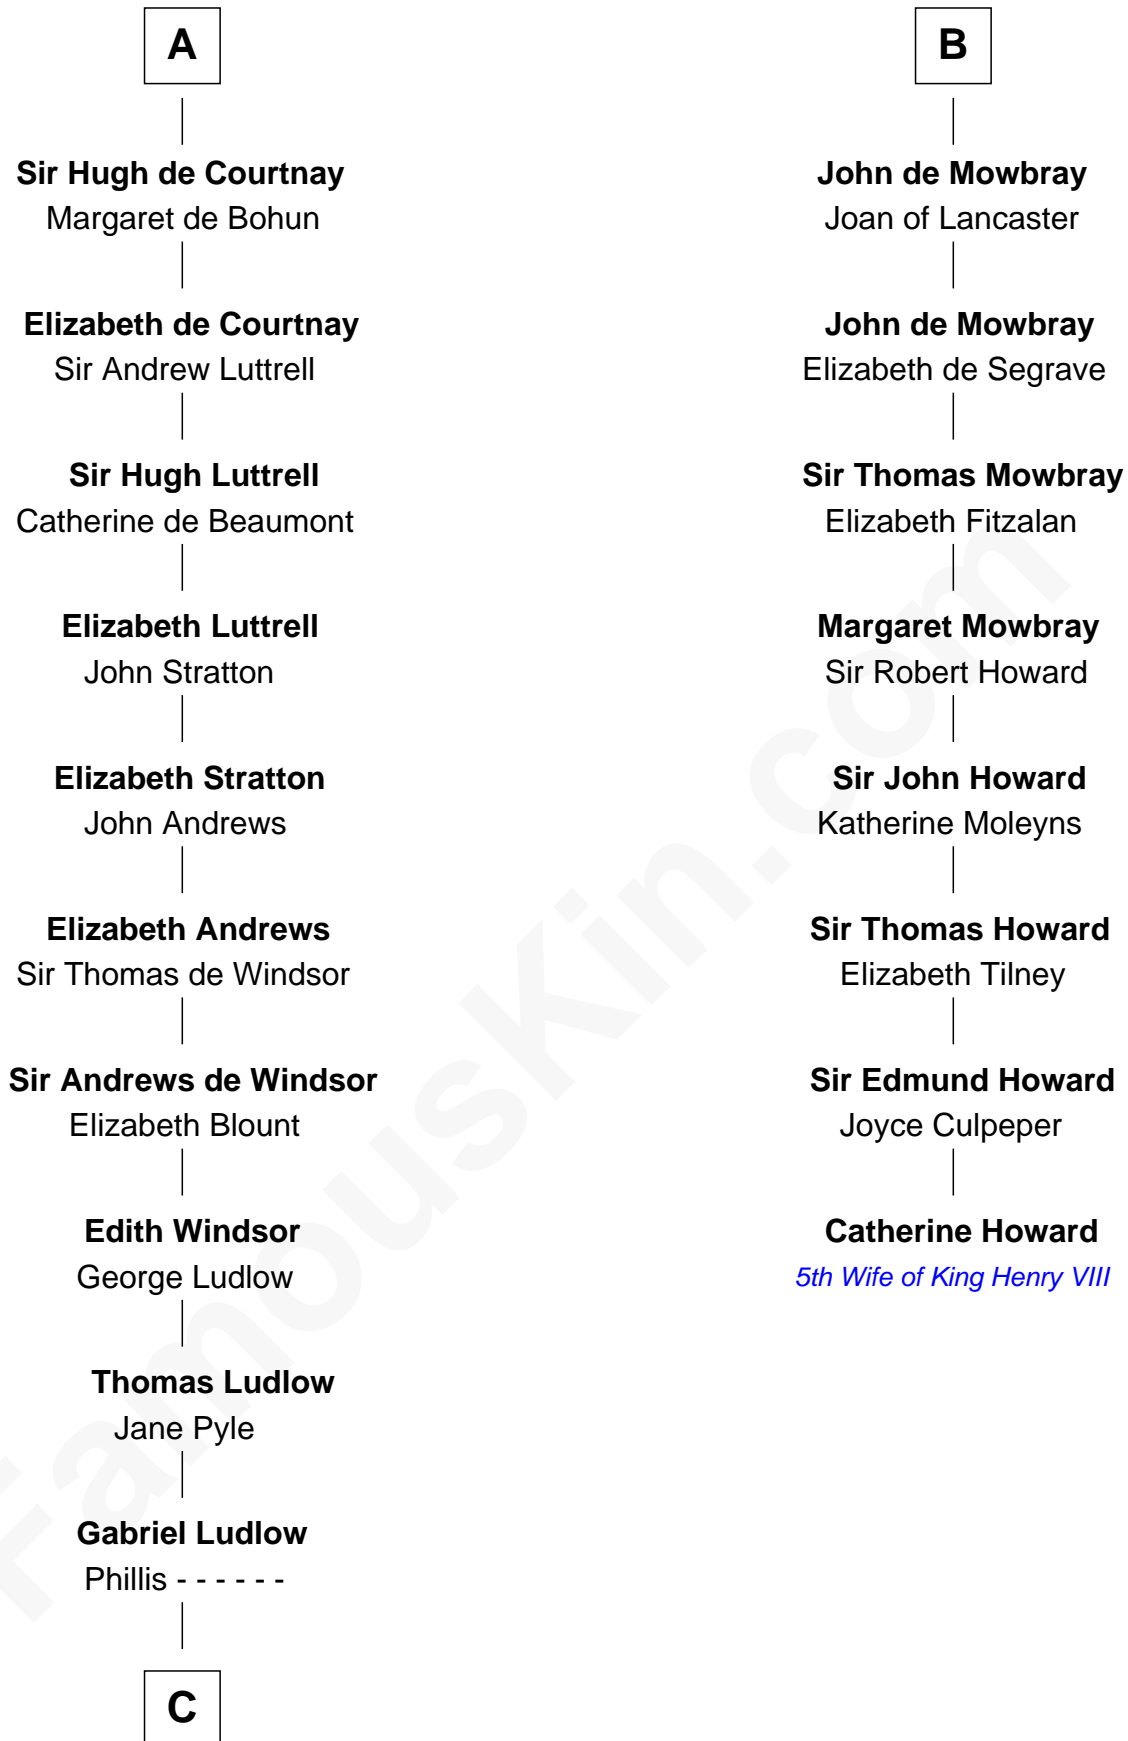 A
Sir Hugh de Courtnay
Margaret de Bohun
Elizabeth de Courtnay
Sir Andrew Luttrell
Sir Hugh Luttrell
Catherine de Beaumont
Elizabeth Luttrell
John Stratton
Elizabeth Stratton
John Andrews
Elizabeth Andrews
Sir Thomas de Windsor
Sir Andrews de Windsor
Elizabeth Blount
Edith Windsor
George Ludlow
Thomas Ludlow
Jane Pyle
Gabriel Ludlow
Phillis - - - - - -
C
B
John de Mowbray
Joan of Lancaster
John de Mowbray
Elizabeth de Segrave
Sir Thomas Mowbray
Elizabeth Fitzalan
Margaret Mowbray
Sir Robert Howard
Sir John Howard
Katherine Moleyns
Sir Thomas Howard
Elizabeth Tilney
Sir Edmund Howard
Joyce Culpeper
Catherine Howard
5th Wife of King Henry VIII
FamousKin.com